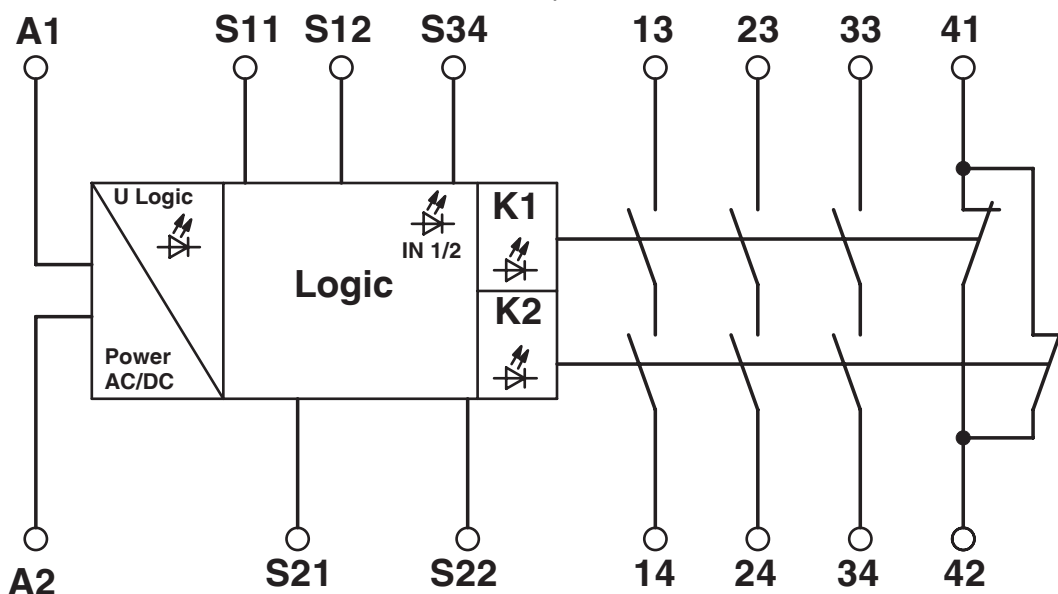 A1 S11 S12 S34 13 23 33 41
U Logic
K1
IN 1/2
Logic
K2
Power
AC/DC
A2 S21 S22 14 24 34 42